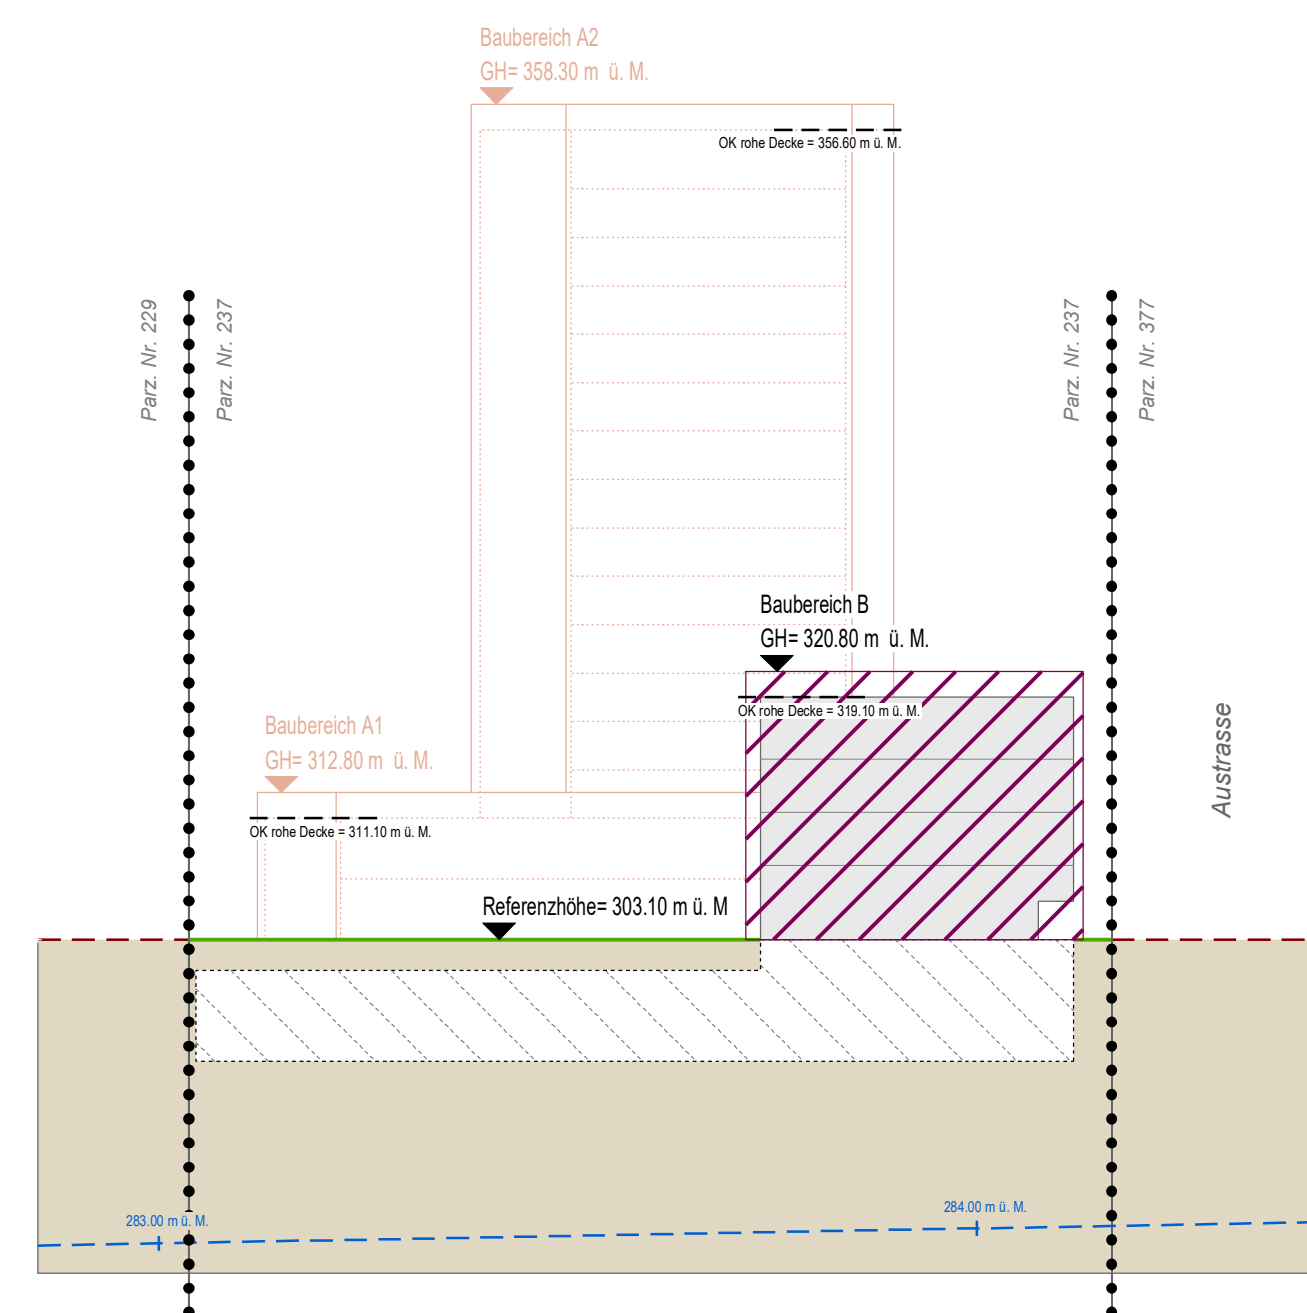 Baubereich A2
GH= 358.30 m ü. M.
OK rohe Decke = 356.60 m ü. M.
Parz. Nr. 229
Parz. Nr. 237
Parz. Nr. 237
Parz. Nr. 377
Baubereich B
GH= 320.80 m ü. M.
OK rohe Decke = 319.10 m ü. M.
Baubereich A1
GH= 312.80 m ü. M.
OK rohe Decke = 311.10 m ü. M.
Austrasse
Referenzhöhe= 303.10 m ü. M
283.00 m ü. M.
284.00 m ü. M.